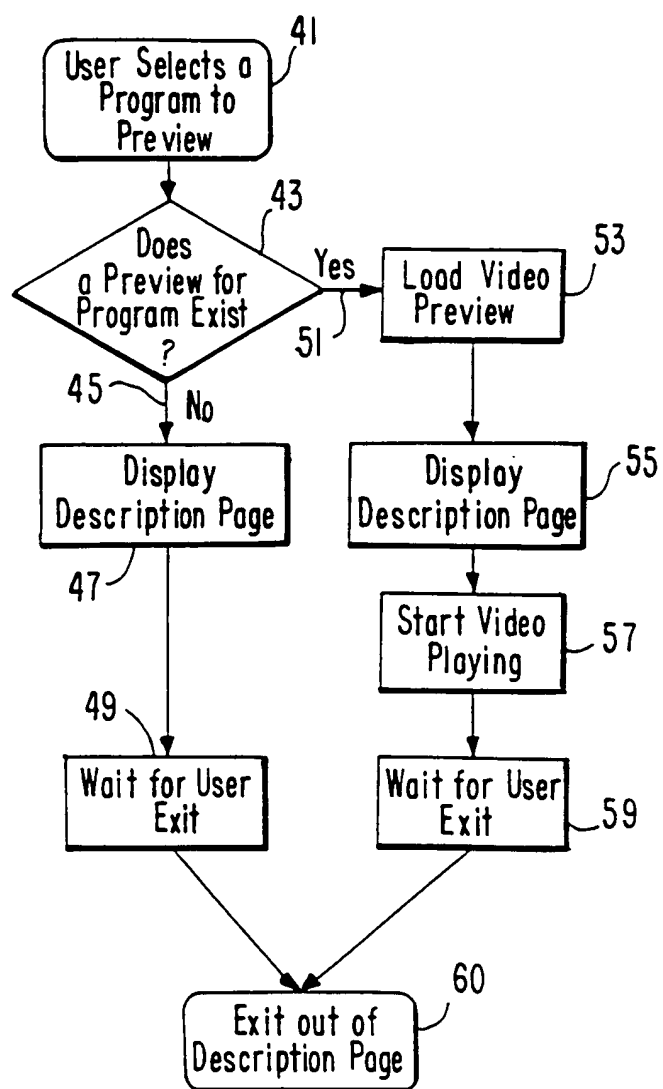 41
User Selects a
Program to
Preview
43
Does
a Preview for
Program Exist
?
Yes
51
53
Load Video
Preview
45
No
Display
Description Page
47
55
Display
Description Page
57
Start Video
Playing
49
Wait for User
Exit
Wait for User
Exit
59
60
Exit out of
Description Page